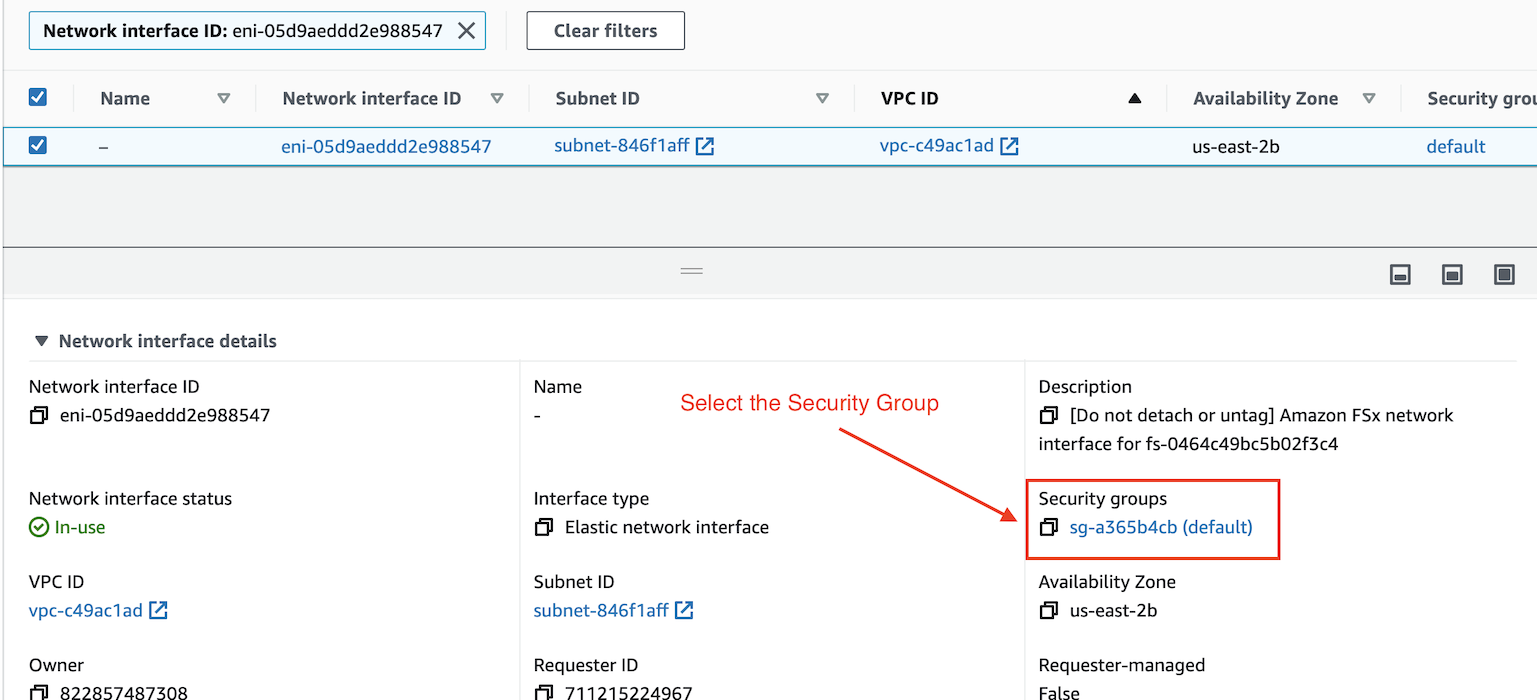 Network interface ID: eni-05d9aeddd2e988547
Clear filters
Name Network interface ID Subnet ID VPC ID Availability Zone Security grou
– eni-05d9aeddd2e988547 subnet-846f1aff vpc-c49ac1ad us-east-2b default
Network interface details
Network interface ID
eni-05d9aeddd2e988547
Name
-
Select the Security Group
Description
[Do not detach or untag] Amazon FSx network
interface for fs-0464c49bc5b02f3c4
Network interface status
In-use
Interface type
Elastic network interface
Security groups
sg-a365b4cb (default)
VPC ID
vpc-c49ac1ad
Subnet ID
subnet-846f1aff
Availability Zone
us-east-2b
Owner
822857487308
Requester ID
711215224967
Requester-managed
False